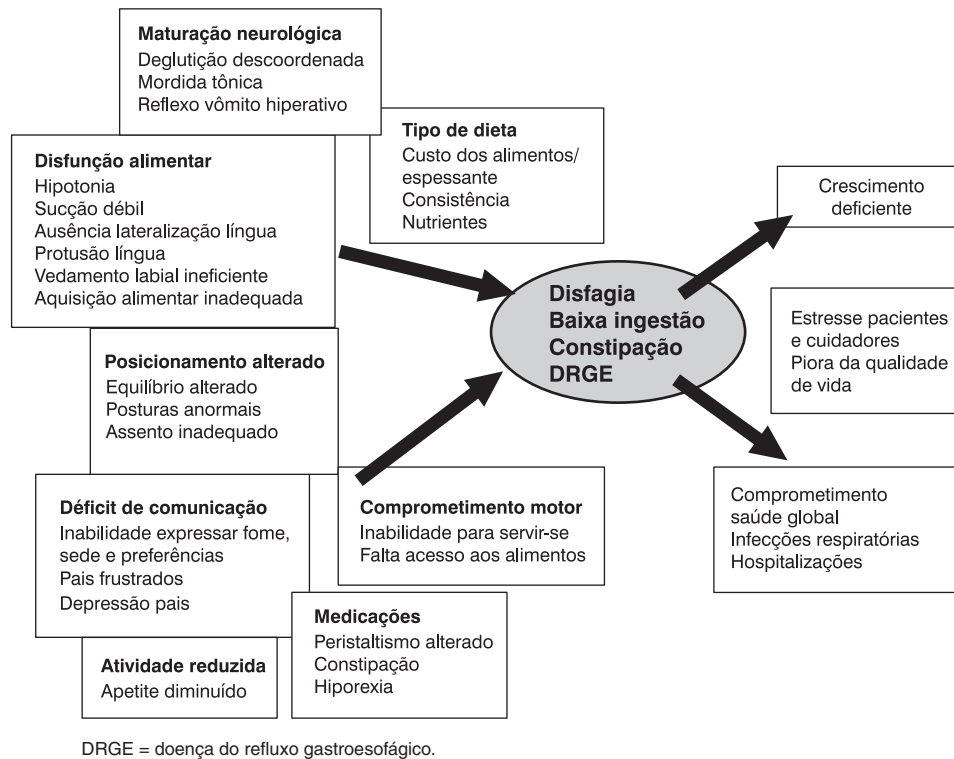 Maturação neurológica
Deglutição descoordenada
Mordida tônica
Reflexo vômito hiperativo
Tipo de dieta
Custo dos alimentos/
espessante
Consistência
Nutrientes
Disfunção alimentar
Hipotonia
Sucção débil
Ausência lateralização língua
Protusão língua
Vedamento labial ineficiente
Aquisição alimentar inadequada
Posicionamento alterado
Equilíbrio alterado
Posturas anormais
Assento inadequado
Déficit de comunicação
Inabilidade expressar fome,
sede e preferências
Pais frustrados
Depressão pais
Comprometimento motor
Inabilidade para servir-se
Falta acesso aos alimentos
Medicações
Peristaltismo alterado
Constipação
Hiporexia
Atividade reduzida
Apetite diminuído
Disfagia
Baixa ingestão
Constipação
DRGE
Crescimento
deficiente
Estresse pacientes
e cuidadores
Piora da qualidade
de vida
Comprometimento
saúde global
Infecções respiratórias
Hospitalizações
DRGE = doença do refluxo gastroesofágico.